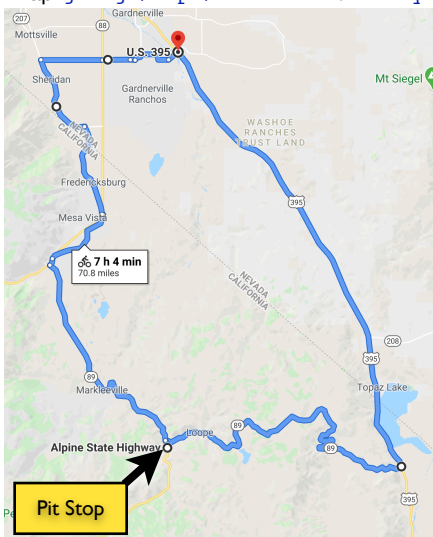 207
Mottsville
88
Gardnerville
U.S. 395
Mt Siegel
Sheridan
Gardnerville
Ranchos
WASHOE
RANCHES
TRUST LAND
NEVADA
CALIFORNIA
Fredericksburg
395
Mesa Vista
7 h 4 min
70.8 miles
NEVADA
CALIFORNIA
208
395
89
Markleeville
Topaz Lake
89
Loope
Alpine State Highway
89
395
Pit Stop